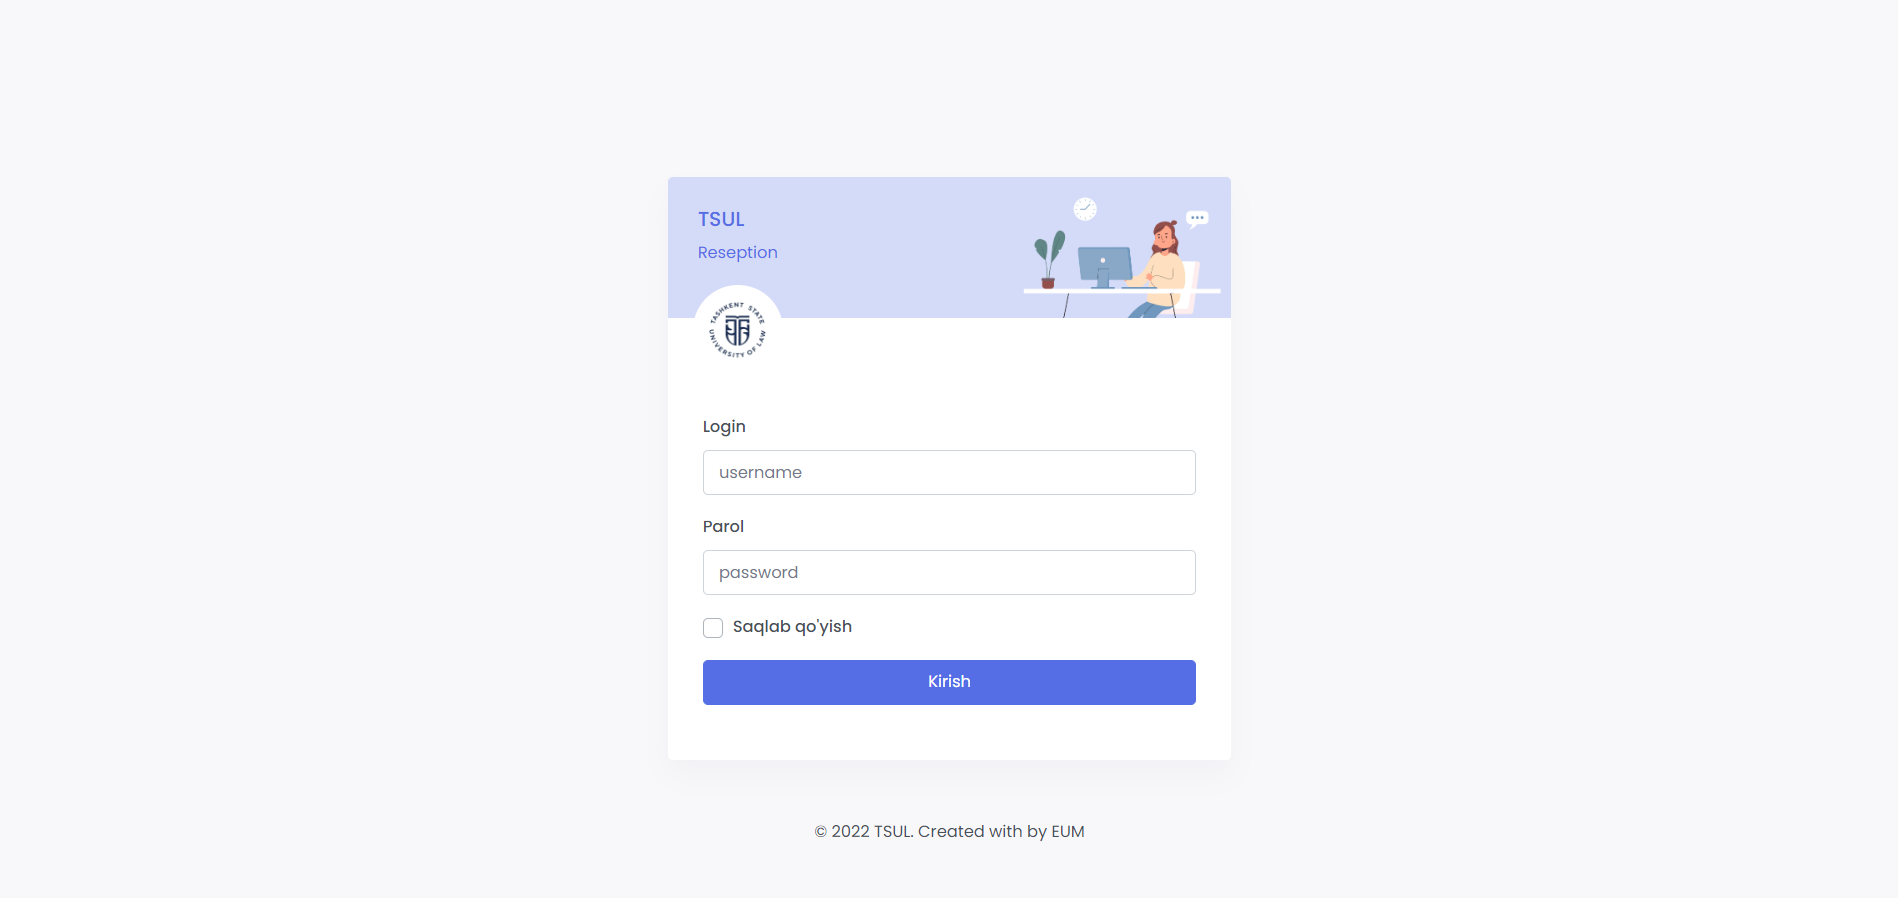 TSUL
Reseption
TASHKENT STATE
UNIVERSITY OF LAW
Login
username
Parol
password
Saqlab qo'yish
Kirish
© 2022 TSUL. Created with by EUM